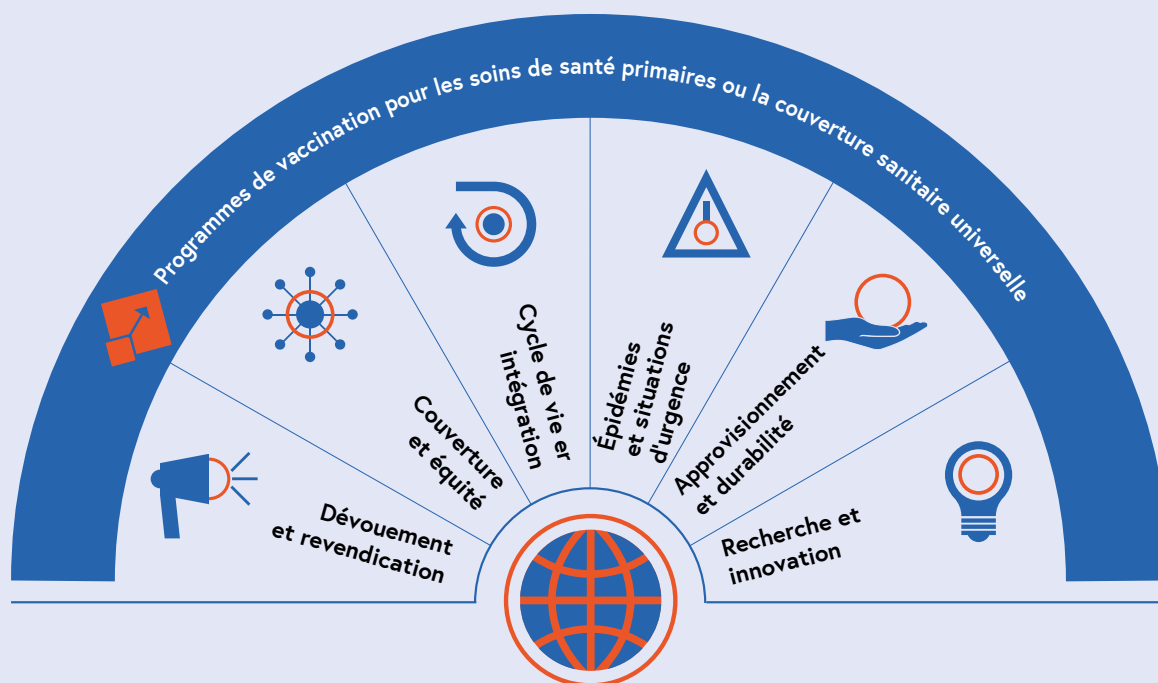 Programmes de vaccination pour les soins de santé primaires ou la couverture sanitaire universelle
Dévouement
et revendication
Couverture
et équité
Cycle de vie er
intégration
Épidémies
et situations
d'urgence
Approvisionnement
et durabilité
Recherche et
innovation